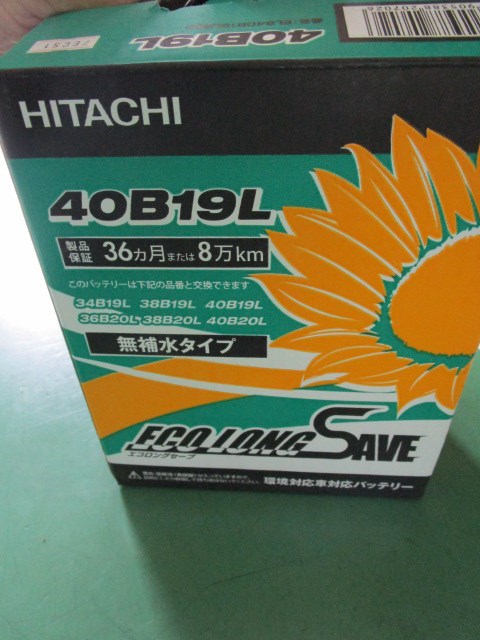 40B19L
HITACHI
40B19L
製品保証 36カ月または8万km
このバッテリーは下記の品番と交換できます
34B19L 38B19L 40B19L
36B20L 38B20L 40B20L
無補水タイプ
ECO LONG SAVE
エコロングセーブ
環境対応車対応バッテリー